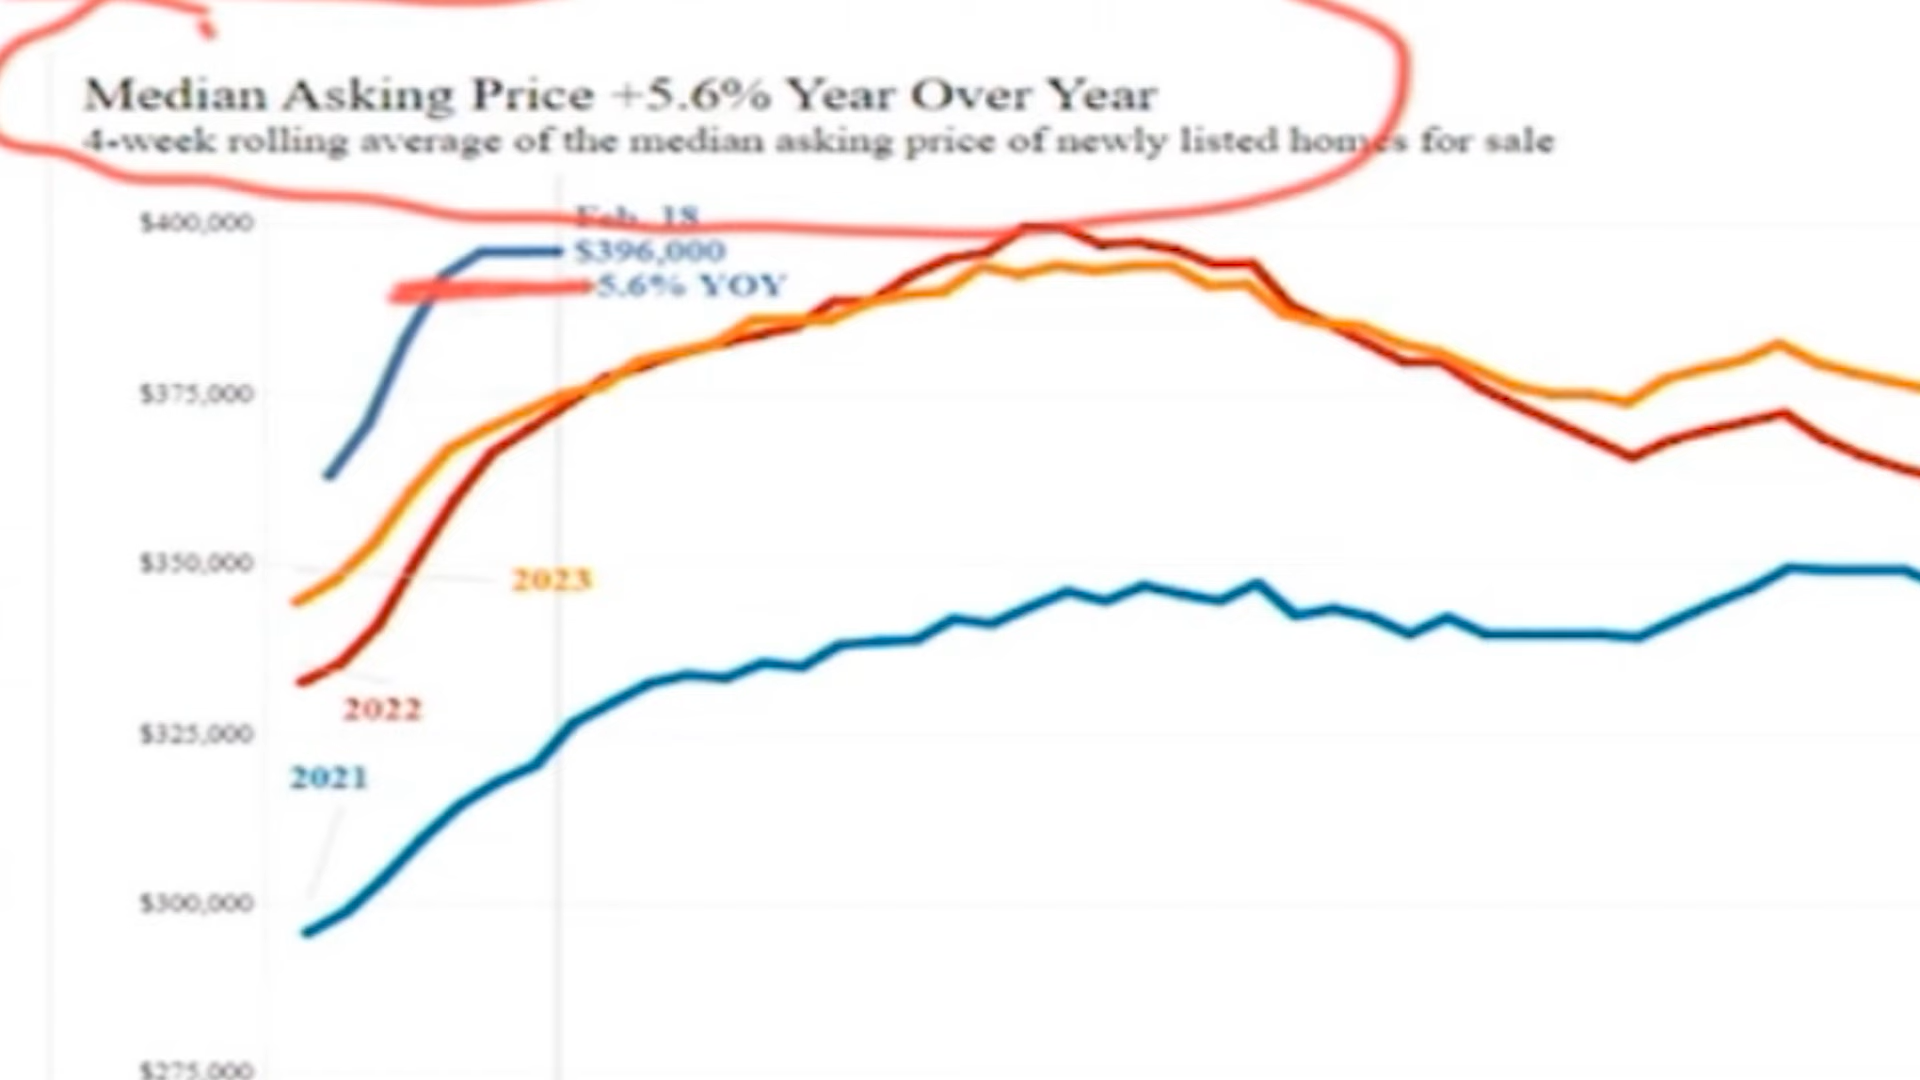 Median Asking Price +5.6% Year Over Year
4-week rolling average of the median asking price of newly listed homes for sale
$400,000
Feb. 18
$396,000
5.6% YOY
$375,000
$350,000
2023
2022
$325,000
2021
$300,000
$275,000